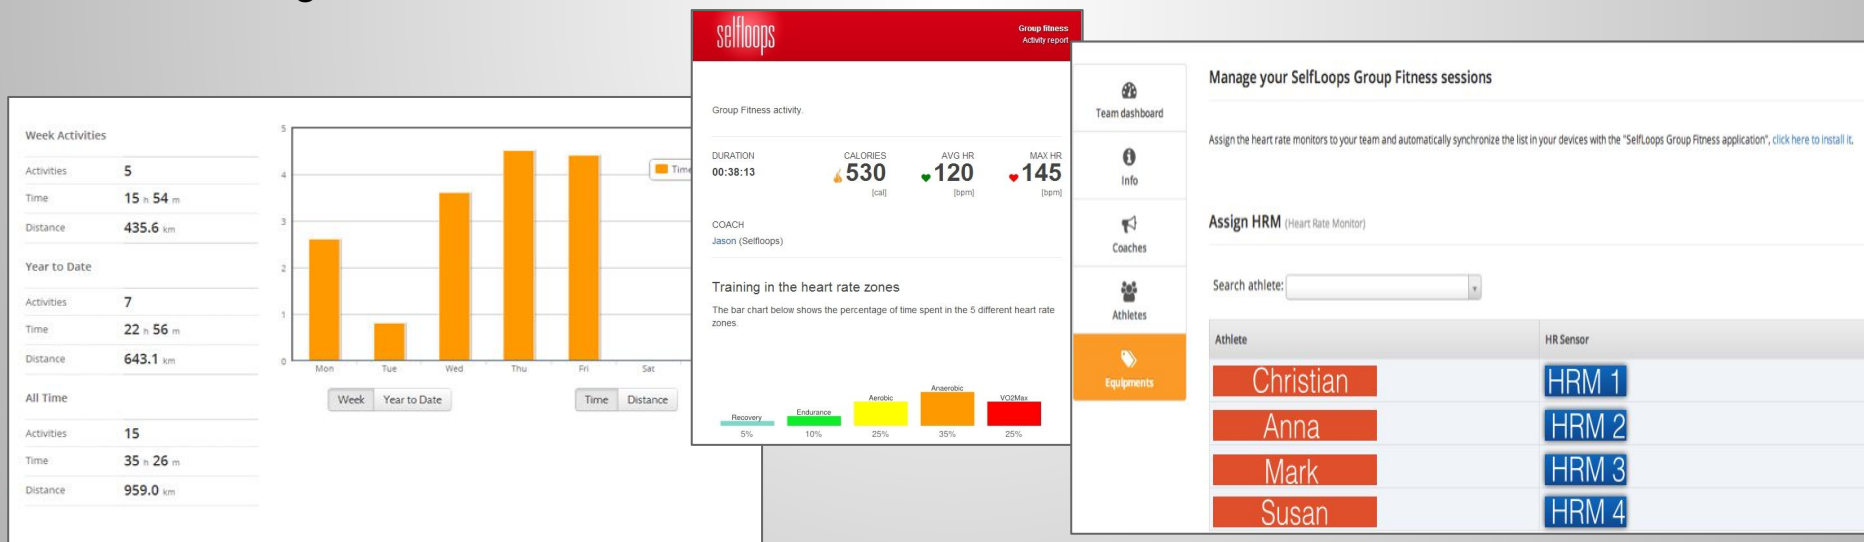 Week Activities
Activities 5
Time 15 h 54 m
Distance 435.6 km
Year to Date
Activities 7
Time 22 h 56 m
Distance 643.1 km
All Time
Activities 15
Time 35 h 26 m
Distance 959.0 km
5
4
3
2
1
0
Time
Mon Tue Wed Thu Fri Sat
Week Year to Date
Time Distance
selfloops
Group fitness
Activity report
Group Fitness activity.
DURATION CALORIES AVG HR MAX HR
00:38:13 530 120 145
[cal] [bpm] [bpm]
COACH
Jason (Selfloops)
Training in the heart rate zones
The bar chart below shows the percentage of time spent in the 5 different heart rate
zones.
Recovery Endurance Aerobic Anaerobic VO2Max
5% 10% 25% 35% 25%
Team dashboard
Info
Coaches
Athletes
Equipments
Manage your SelfLoops Group Fitness sessions
Assign the heart rate monitors to your team and automatically synchronize the list in your devices with the "SelfLoops Group Fitness application", click here to install it.
Assign HRM (Heart Rate Monitor)
Search athlete:
Athlete HR Sensor
Christian HRM 1
Anna HRM 2
Mark HRM 3
Susan HRM 4